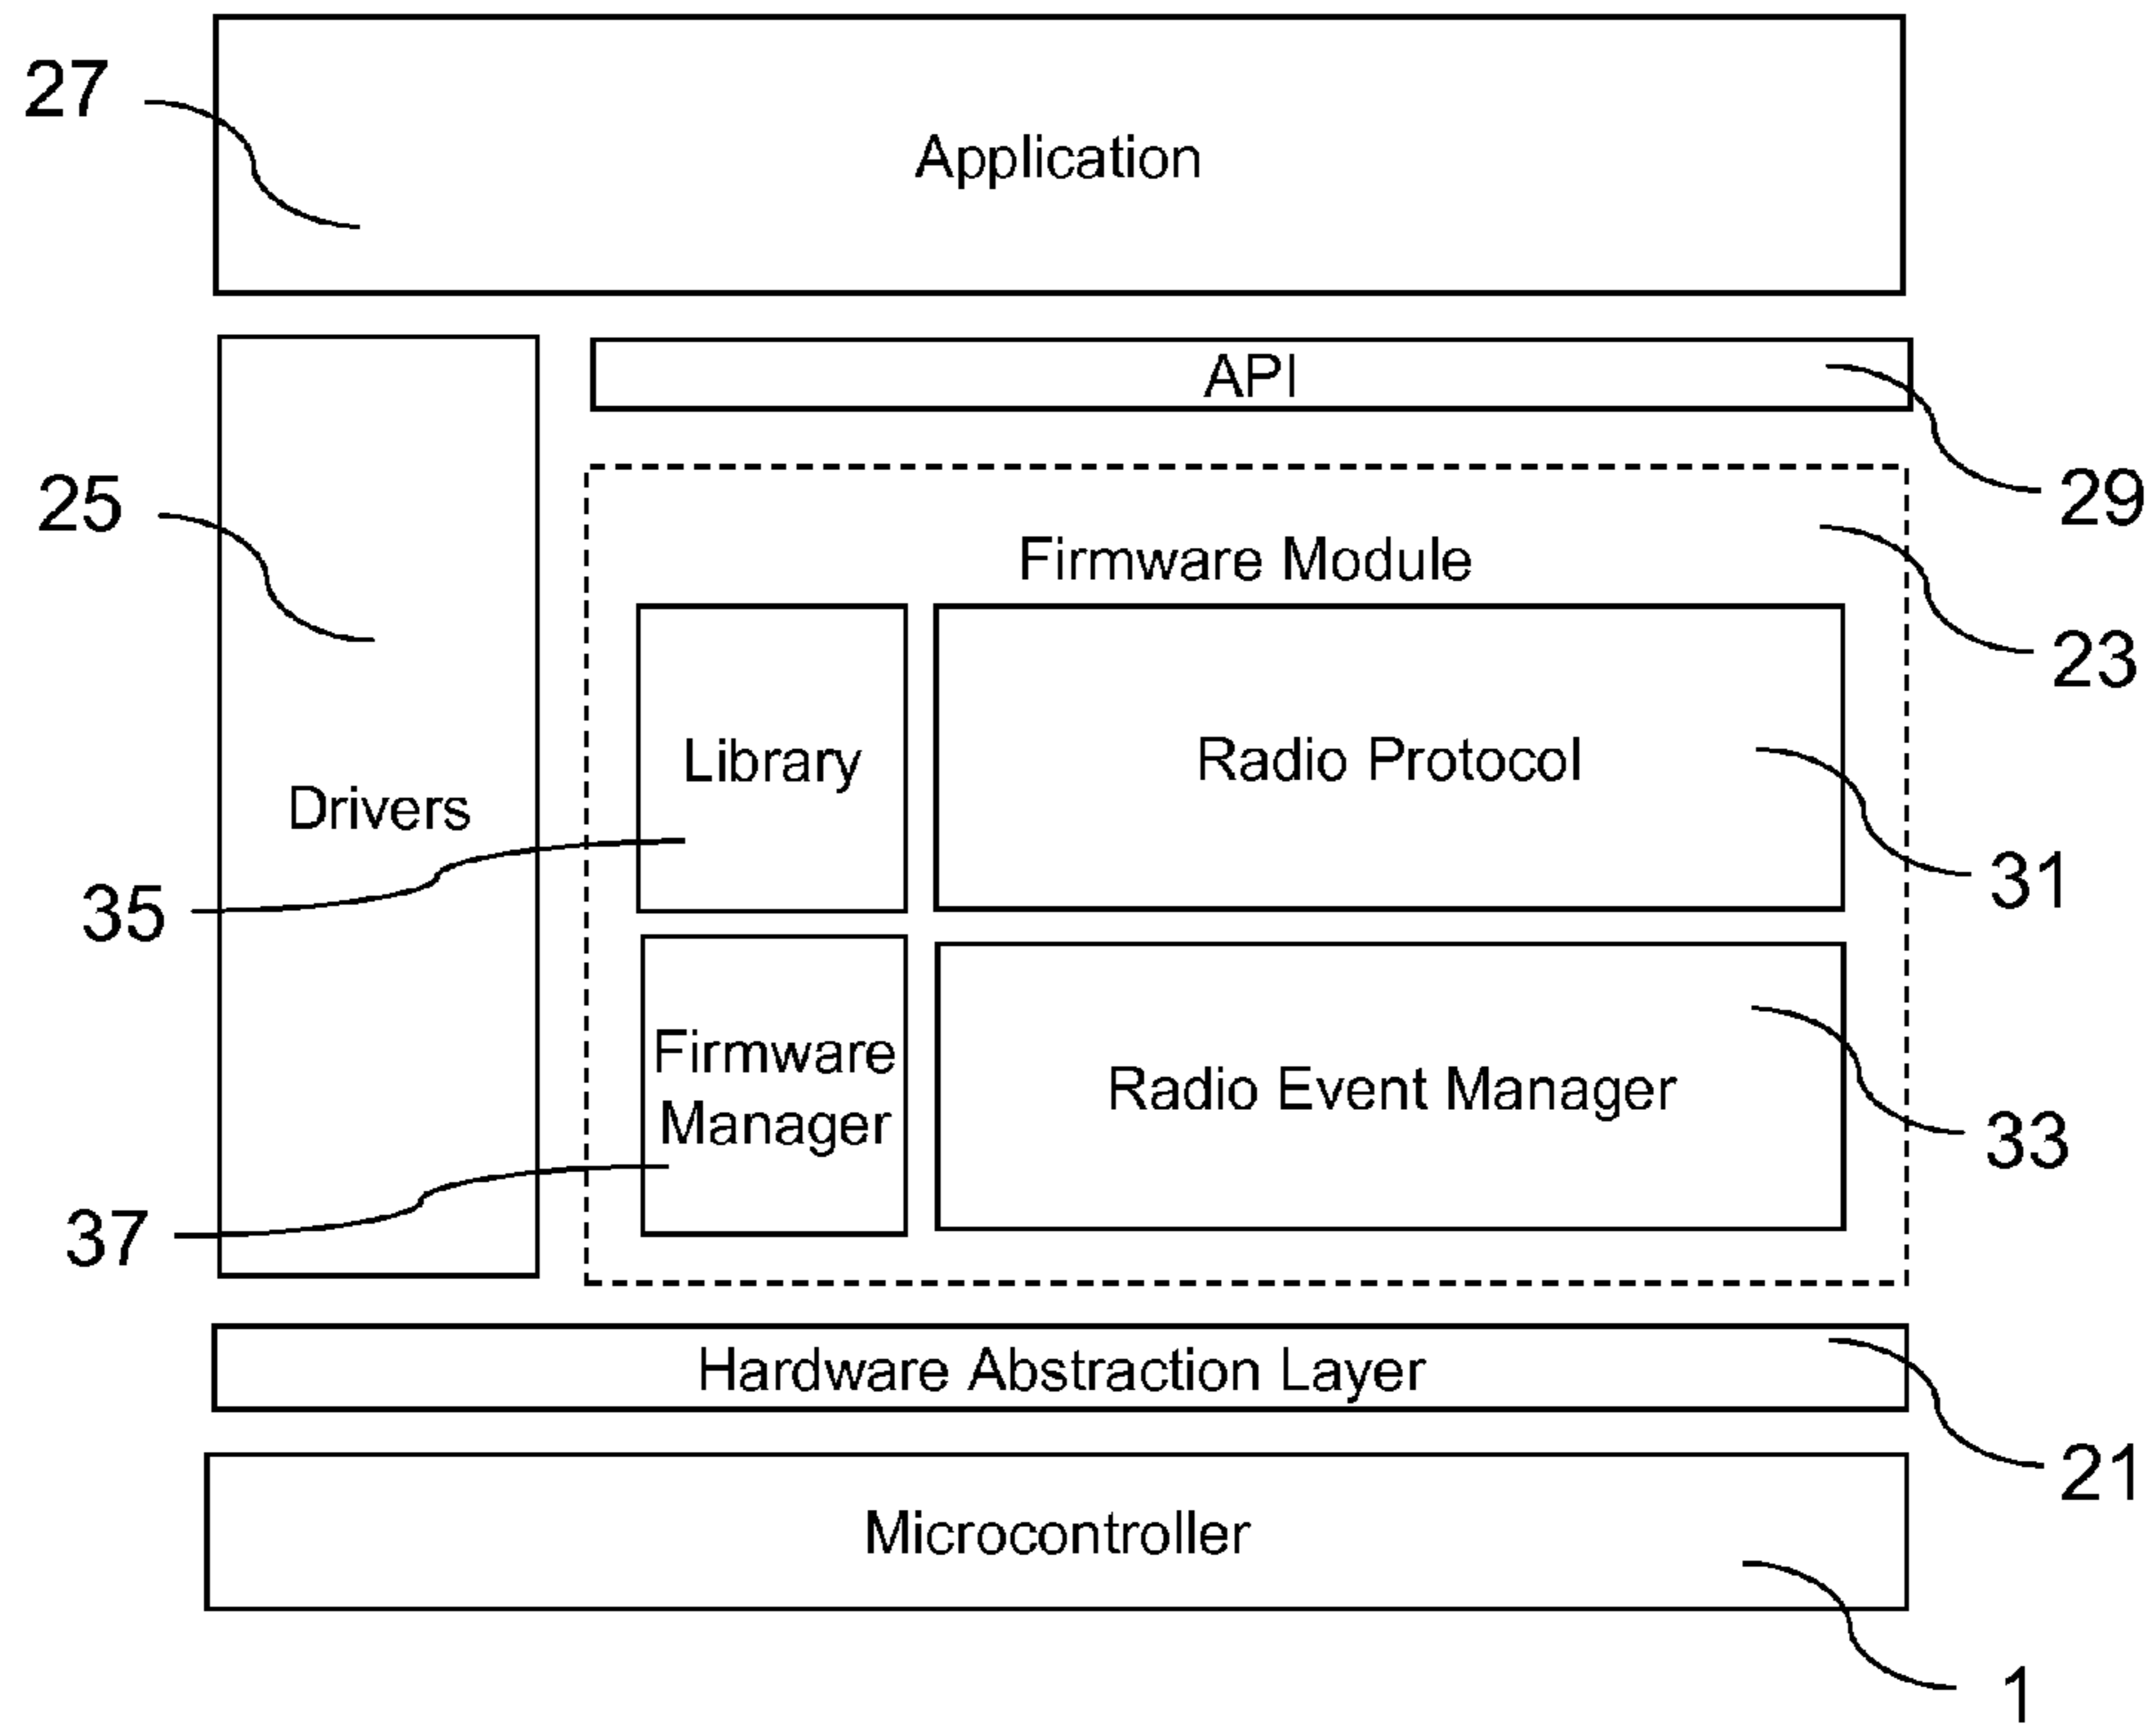 27
Application
API
25
29
Firmware Module
23
Library
Radio Protocol
Drivers
31
35
Firmware
Manager
Radio Event Manager
33
37
Hardware Abstraction Layer
21
Microcontroller
1